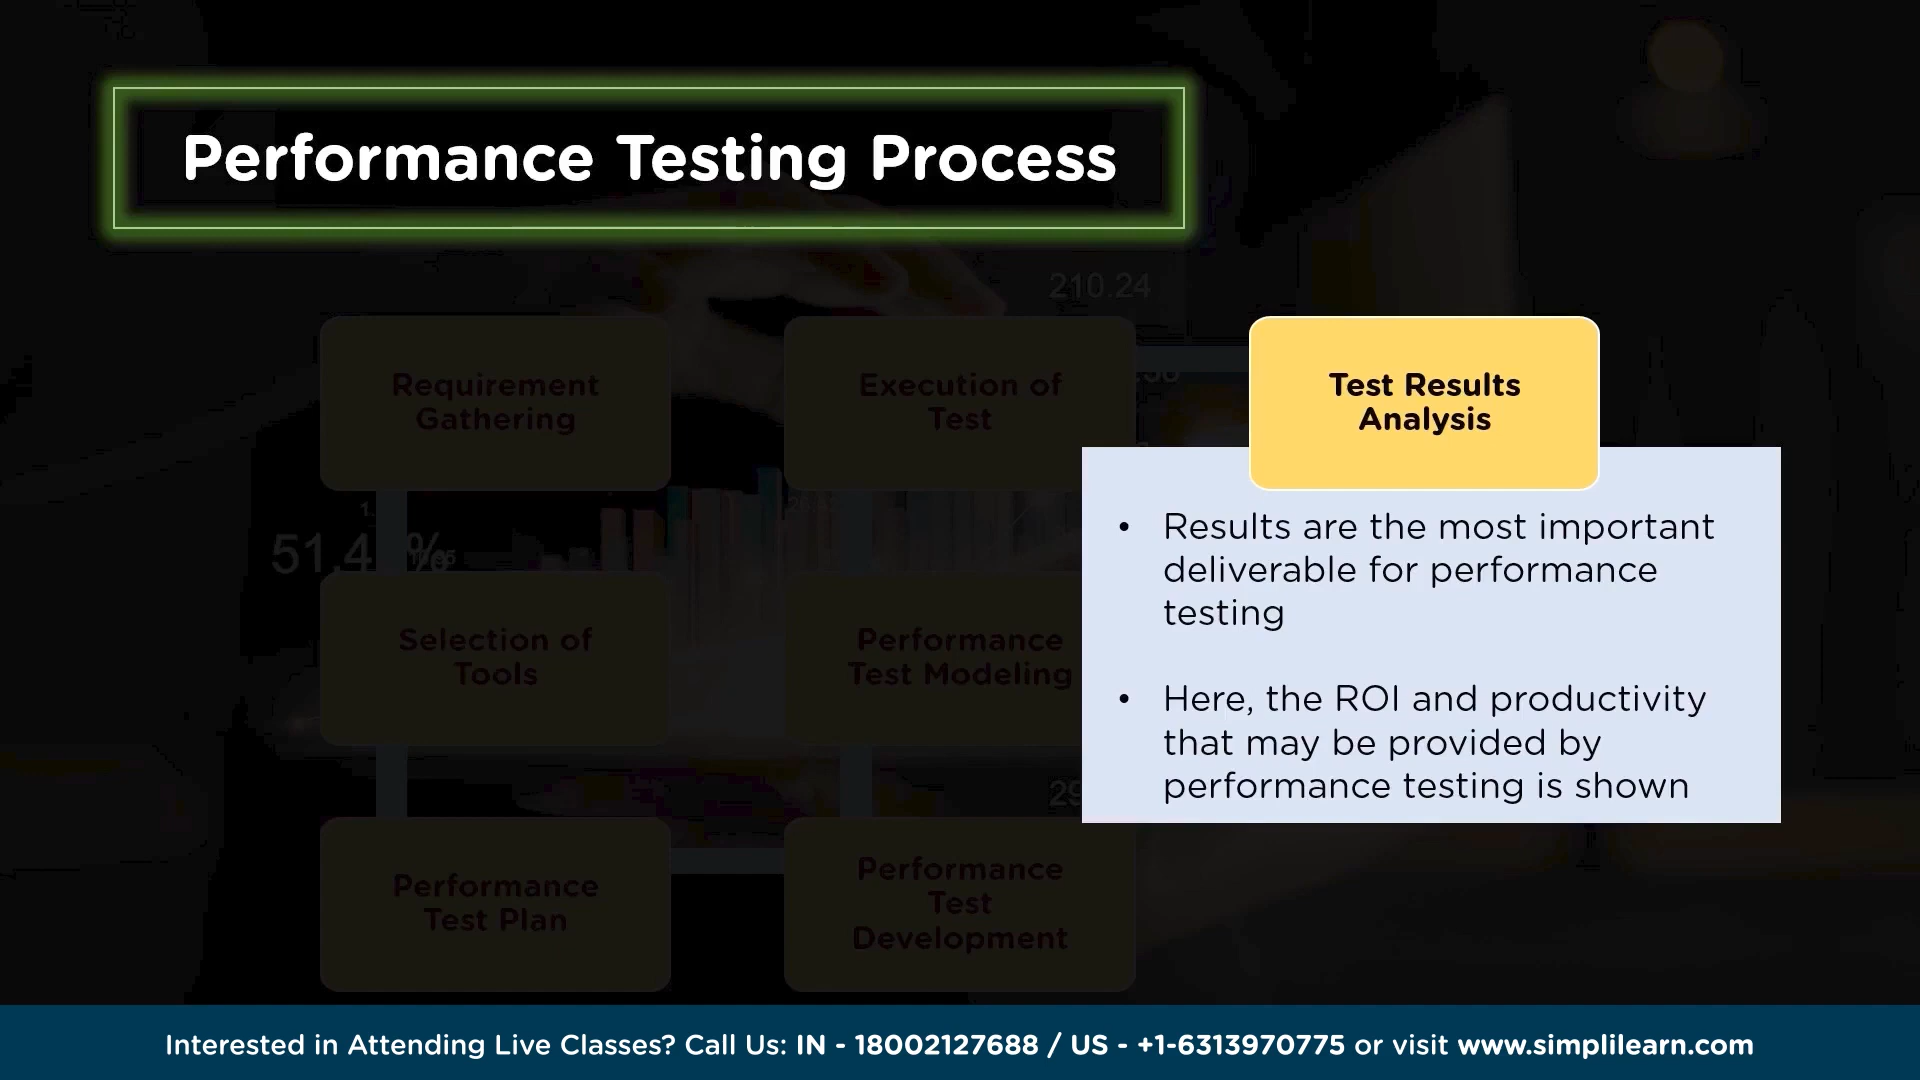 Performance Testing Process
210.24
Requirement
Gathering
Execution of
Test
Test Results
Analysis
• Results are the most important
deliverable for performance
testing
• Here, the ROI and productivity
that may be provided by
performance testing is shown
51.4 %
Selection of
Tools
Performance
Test Modeling
Performance
Test Plan
Performance
Test
Development
Interested in Attending Live Classes? Call Us: IN - 18002127688 / US - +1-6313970775 or visit www.simplilearn.com